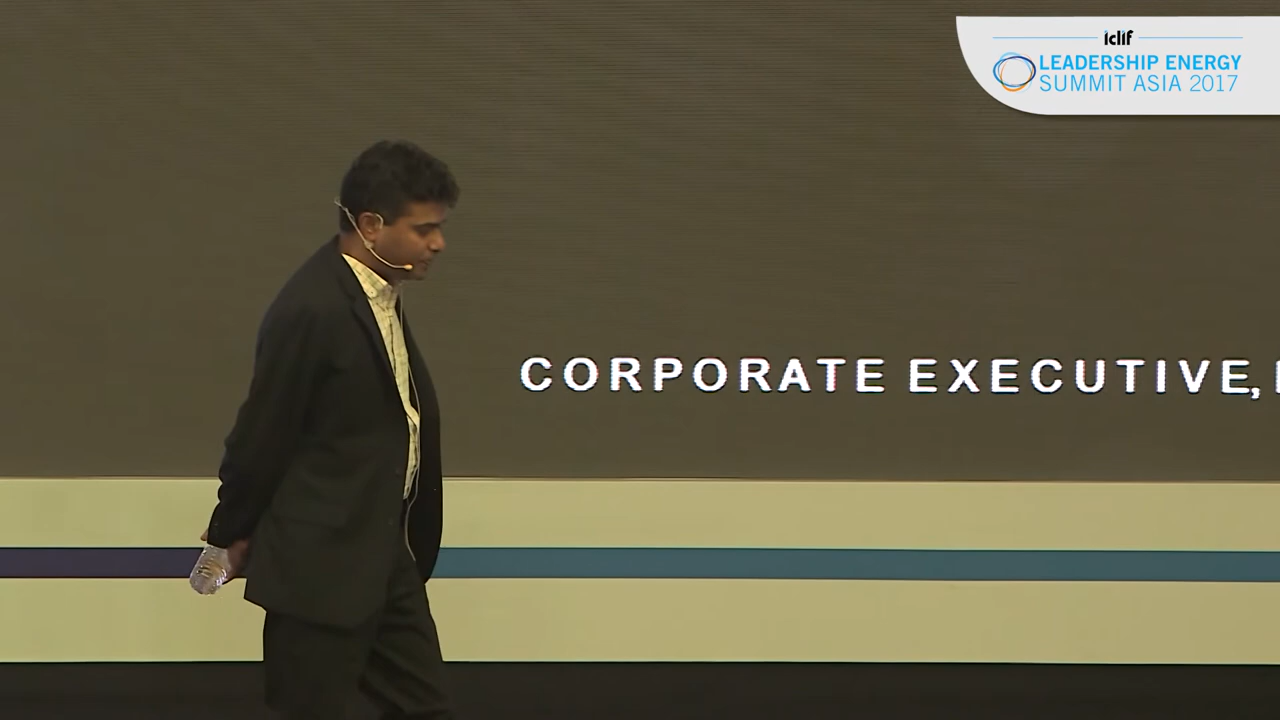 iclif
LEADERSHIP ENERGY
SUMMIT ASIA 2017
CORPORATE EXECUTIVE,